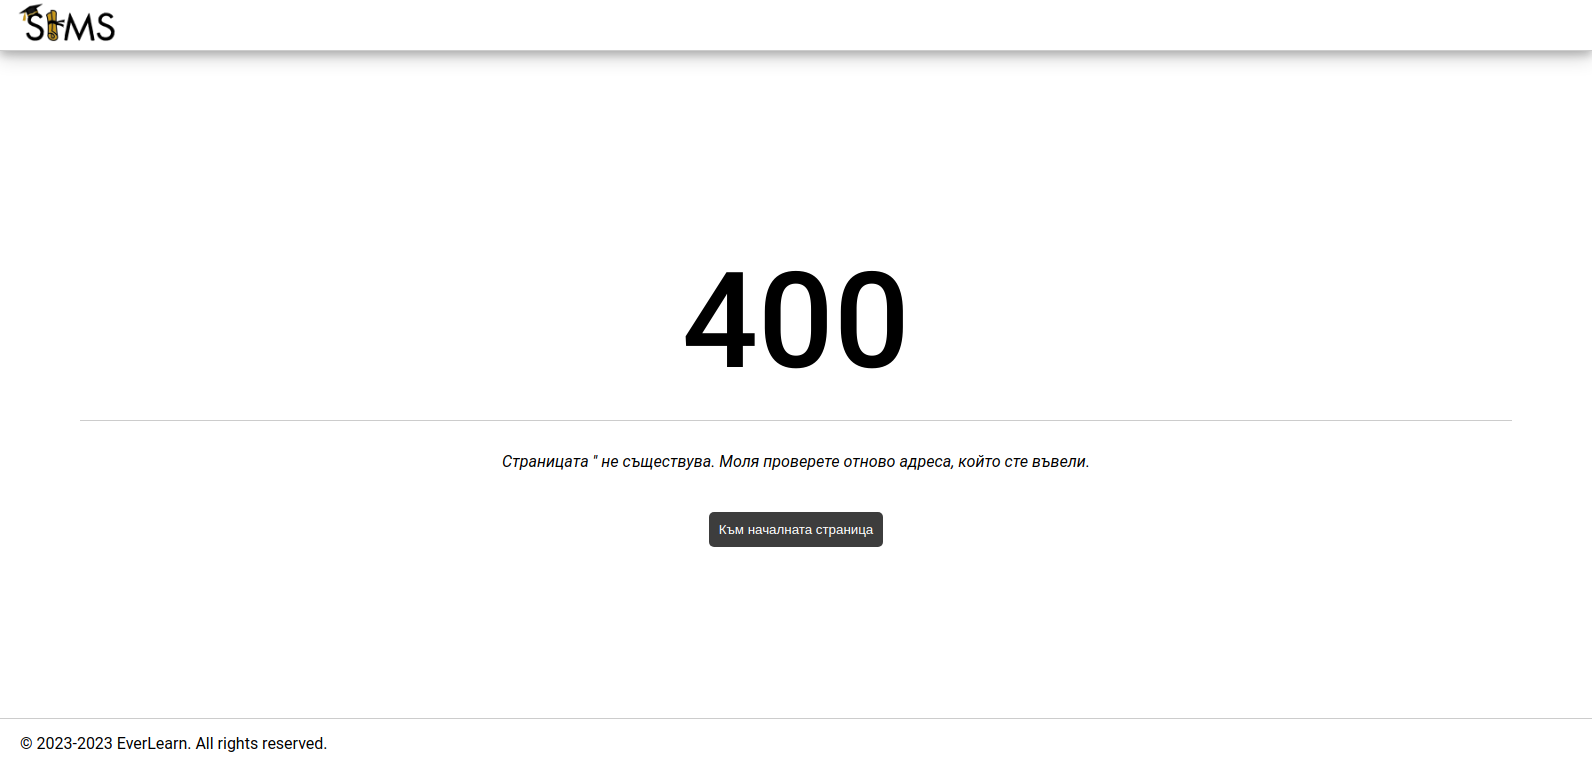 SIMS
400
Страницата '' не съществува. Моля проверете отново адреса, който сте въвели.
Към началната страница
© 2023-2023 EverLearn. All rights reserved.